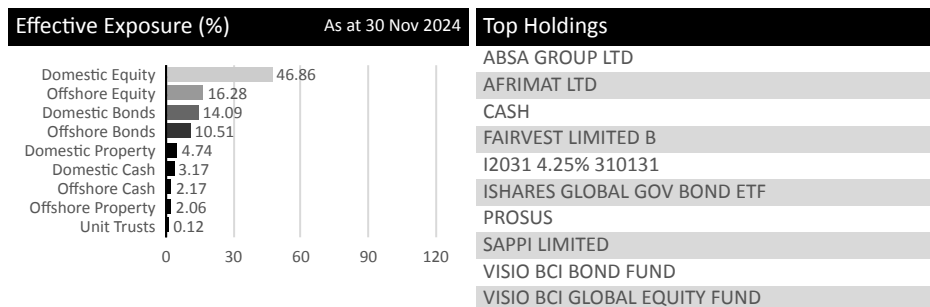 Effective Exposure (%) As at 30 Nov 2024
Domestic Equity 46.86
Offshore Equity 16.28
Domestic Bonds 14.09
Offshore Bonds 10.51
Domestic Property 4.74
Domestic Cash 3.17
Offshore Cash 2.17
Offshore Property 2.06
Unit Trusts 0.12
0 30 60 90 120
Top Holdings
ABSA GROUP LTD
AFRIMAT LTD
CASH
FAIRVEST LIMITED B
I2031 4.25% 310131
ISHARES GLOBAL GOV BOND ETF
PROSUS
SAPPI LIMITED
VISIO BCI BOND FUND
VISIO BCI GLOBAL EQUITY FUND